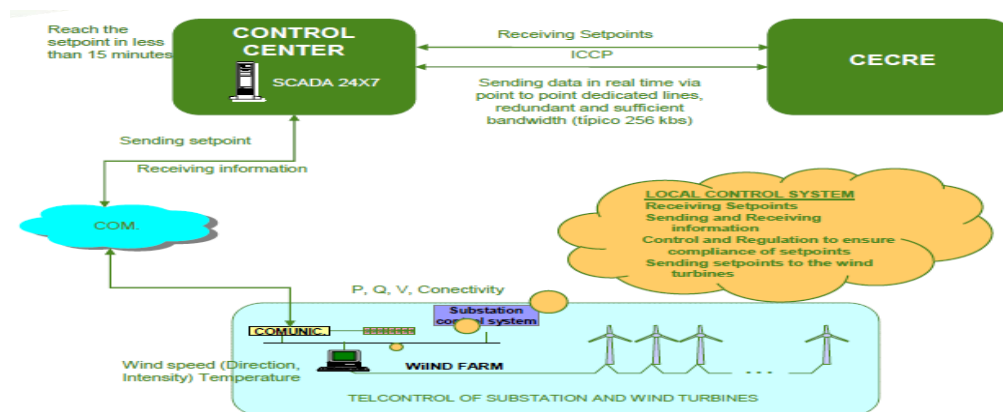 Reach the
setpoint in less
than 15 minutes
CONTROL
CENTER
SCADA 24X7
Receiving Setpoints
ICCP
Sending data in real time via
point to point dedicated lines,
redundant and sufficient
bandwidth (típico 256 kbs)
CECRE
Sending setpoint
Receiving information
COM.
LOCAL CONTROL SYSTEM
Receiving Setpoints
Sending and Receiving
information
Control and Regulation to ensure
compliance of setpoints
Sending setpoints to the wind
turbines
P, Q, V, Conectivity
Substation
control system
COMUNIC.
Wind speed (Direction,
Intensity) Temperature
WiIND FARM
...
TELCONTROL OF SUBSTATION AND WIND TURBINES